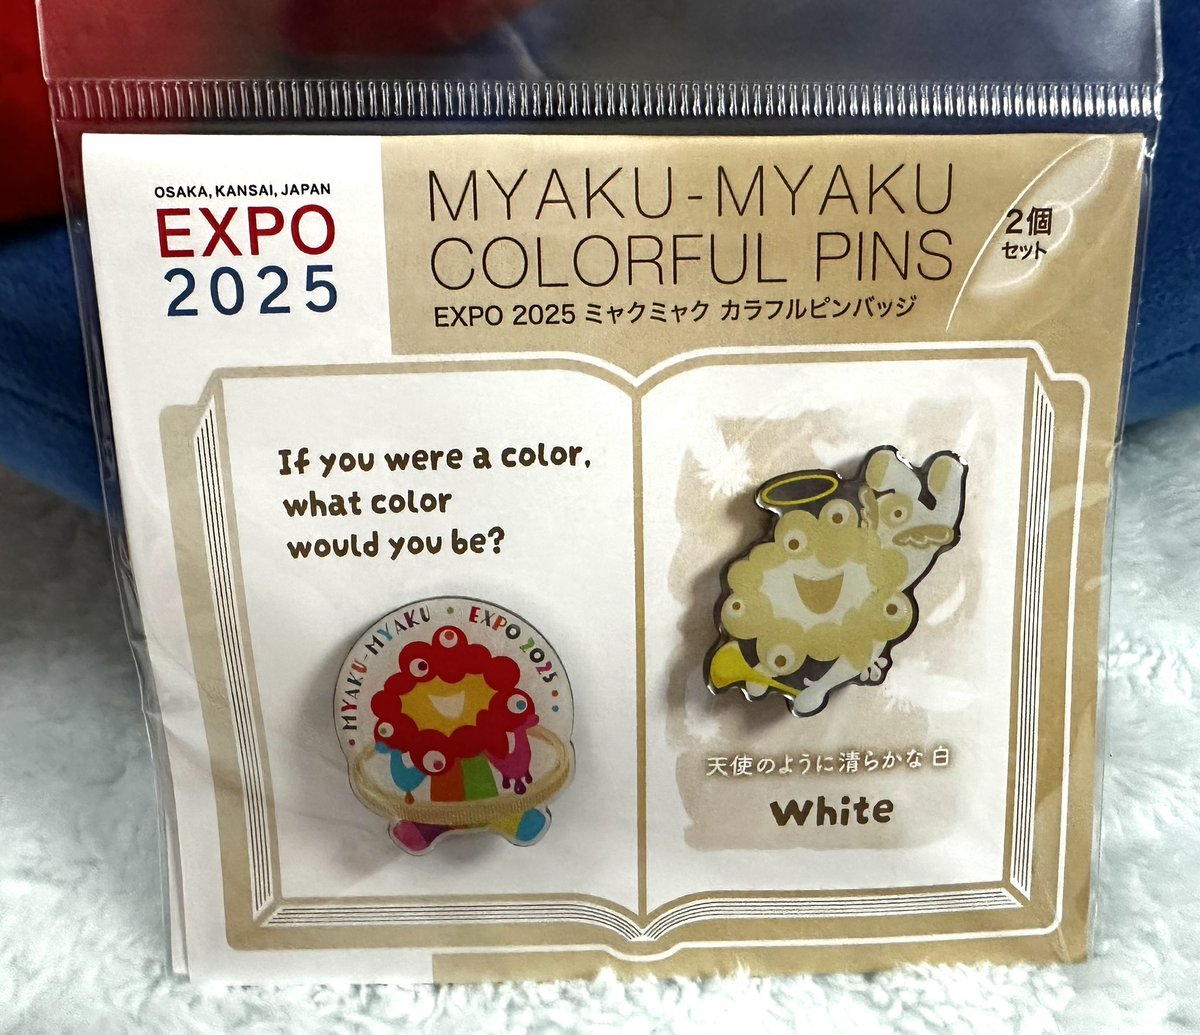 OSAKA, KANSAI, JAPAN
EXPO
2025
MYAKU-MYAKU
COLORFUL PINS
EXPO 2025 ミャクミャク カラフルピンバッジ
2個
セット
If you were a color,
what color
would you be?
MYAKU-MYAKU • EXPO 2025
天使のように清らかな 白
White